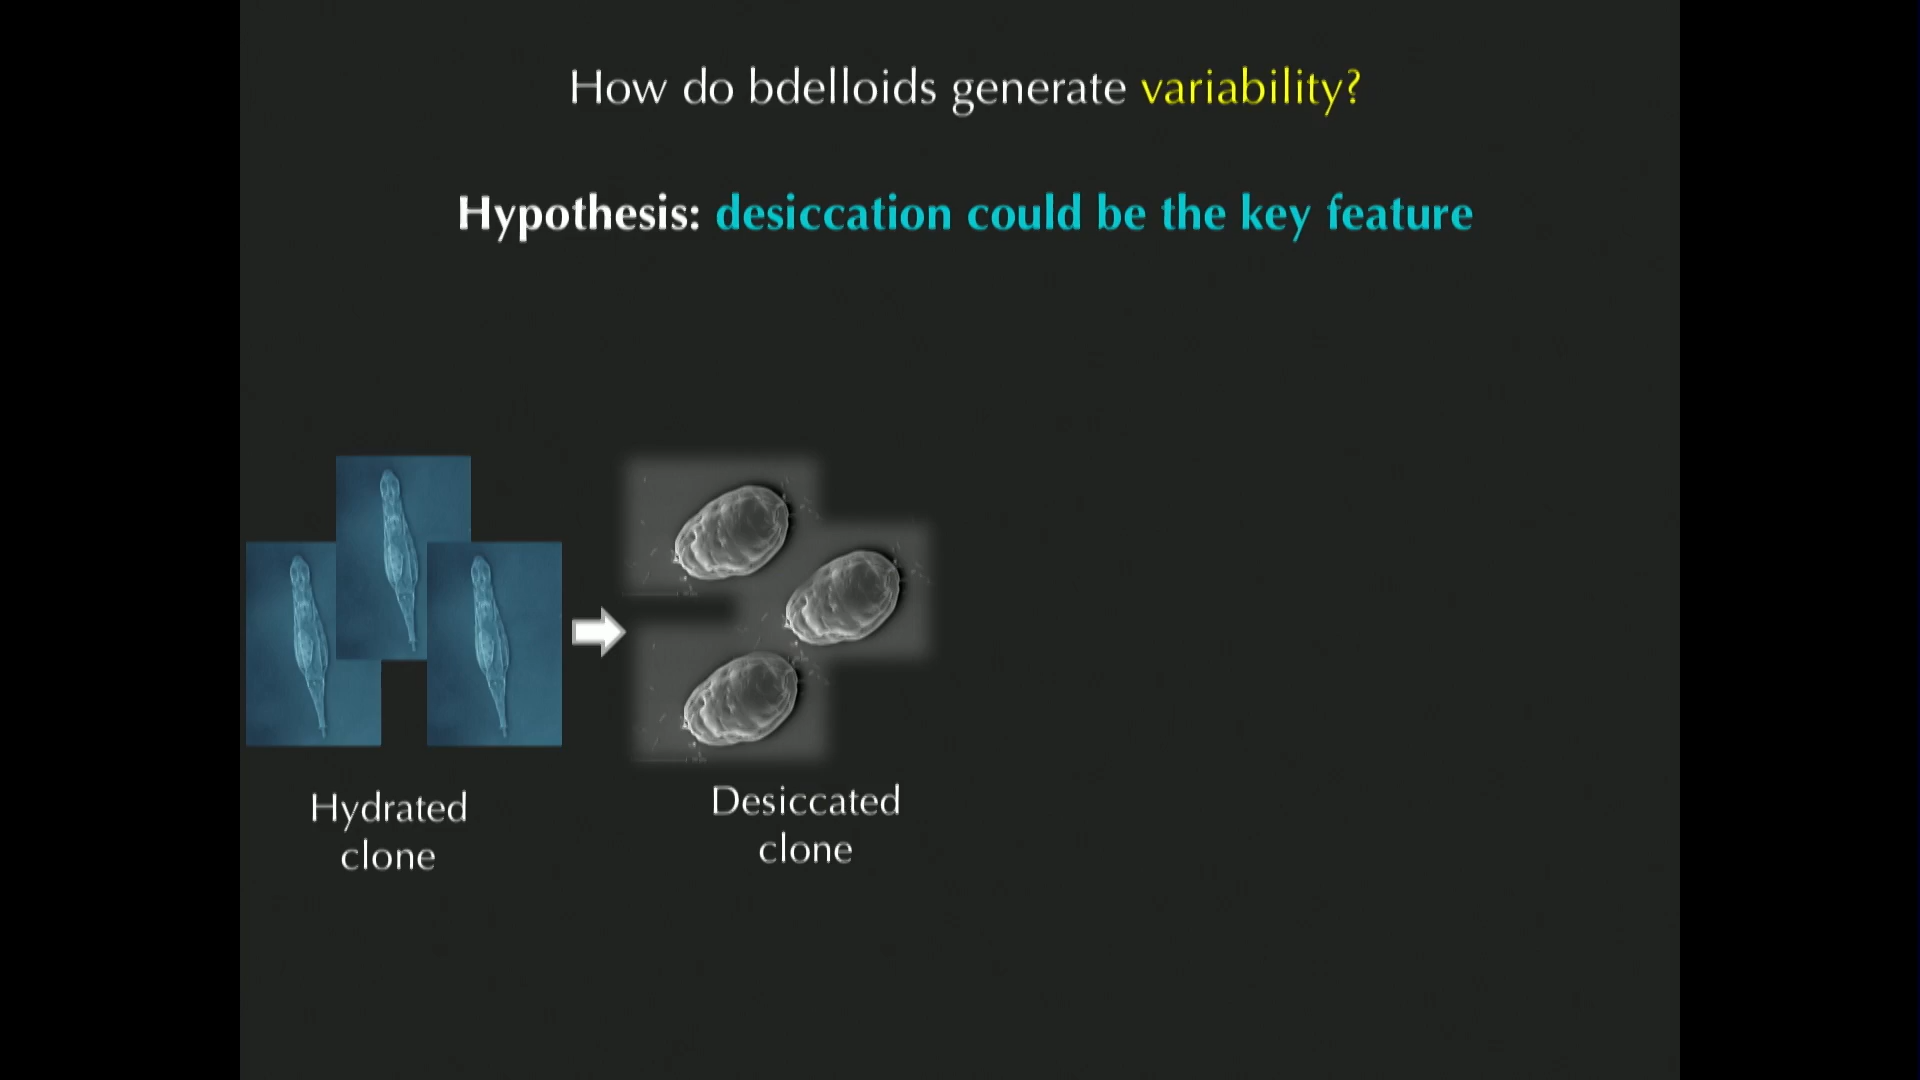 How do bdelloids generate variability?
Hypothesis: desiccation could be the key feature
Hydrated
clone
Desiccated
clone